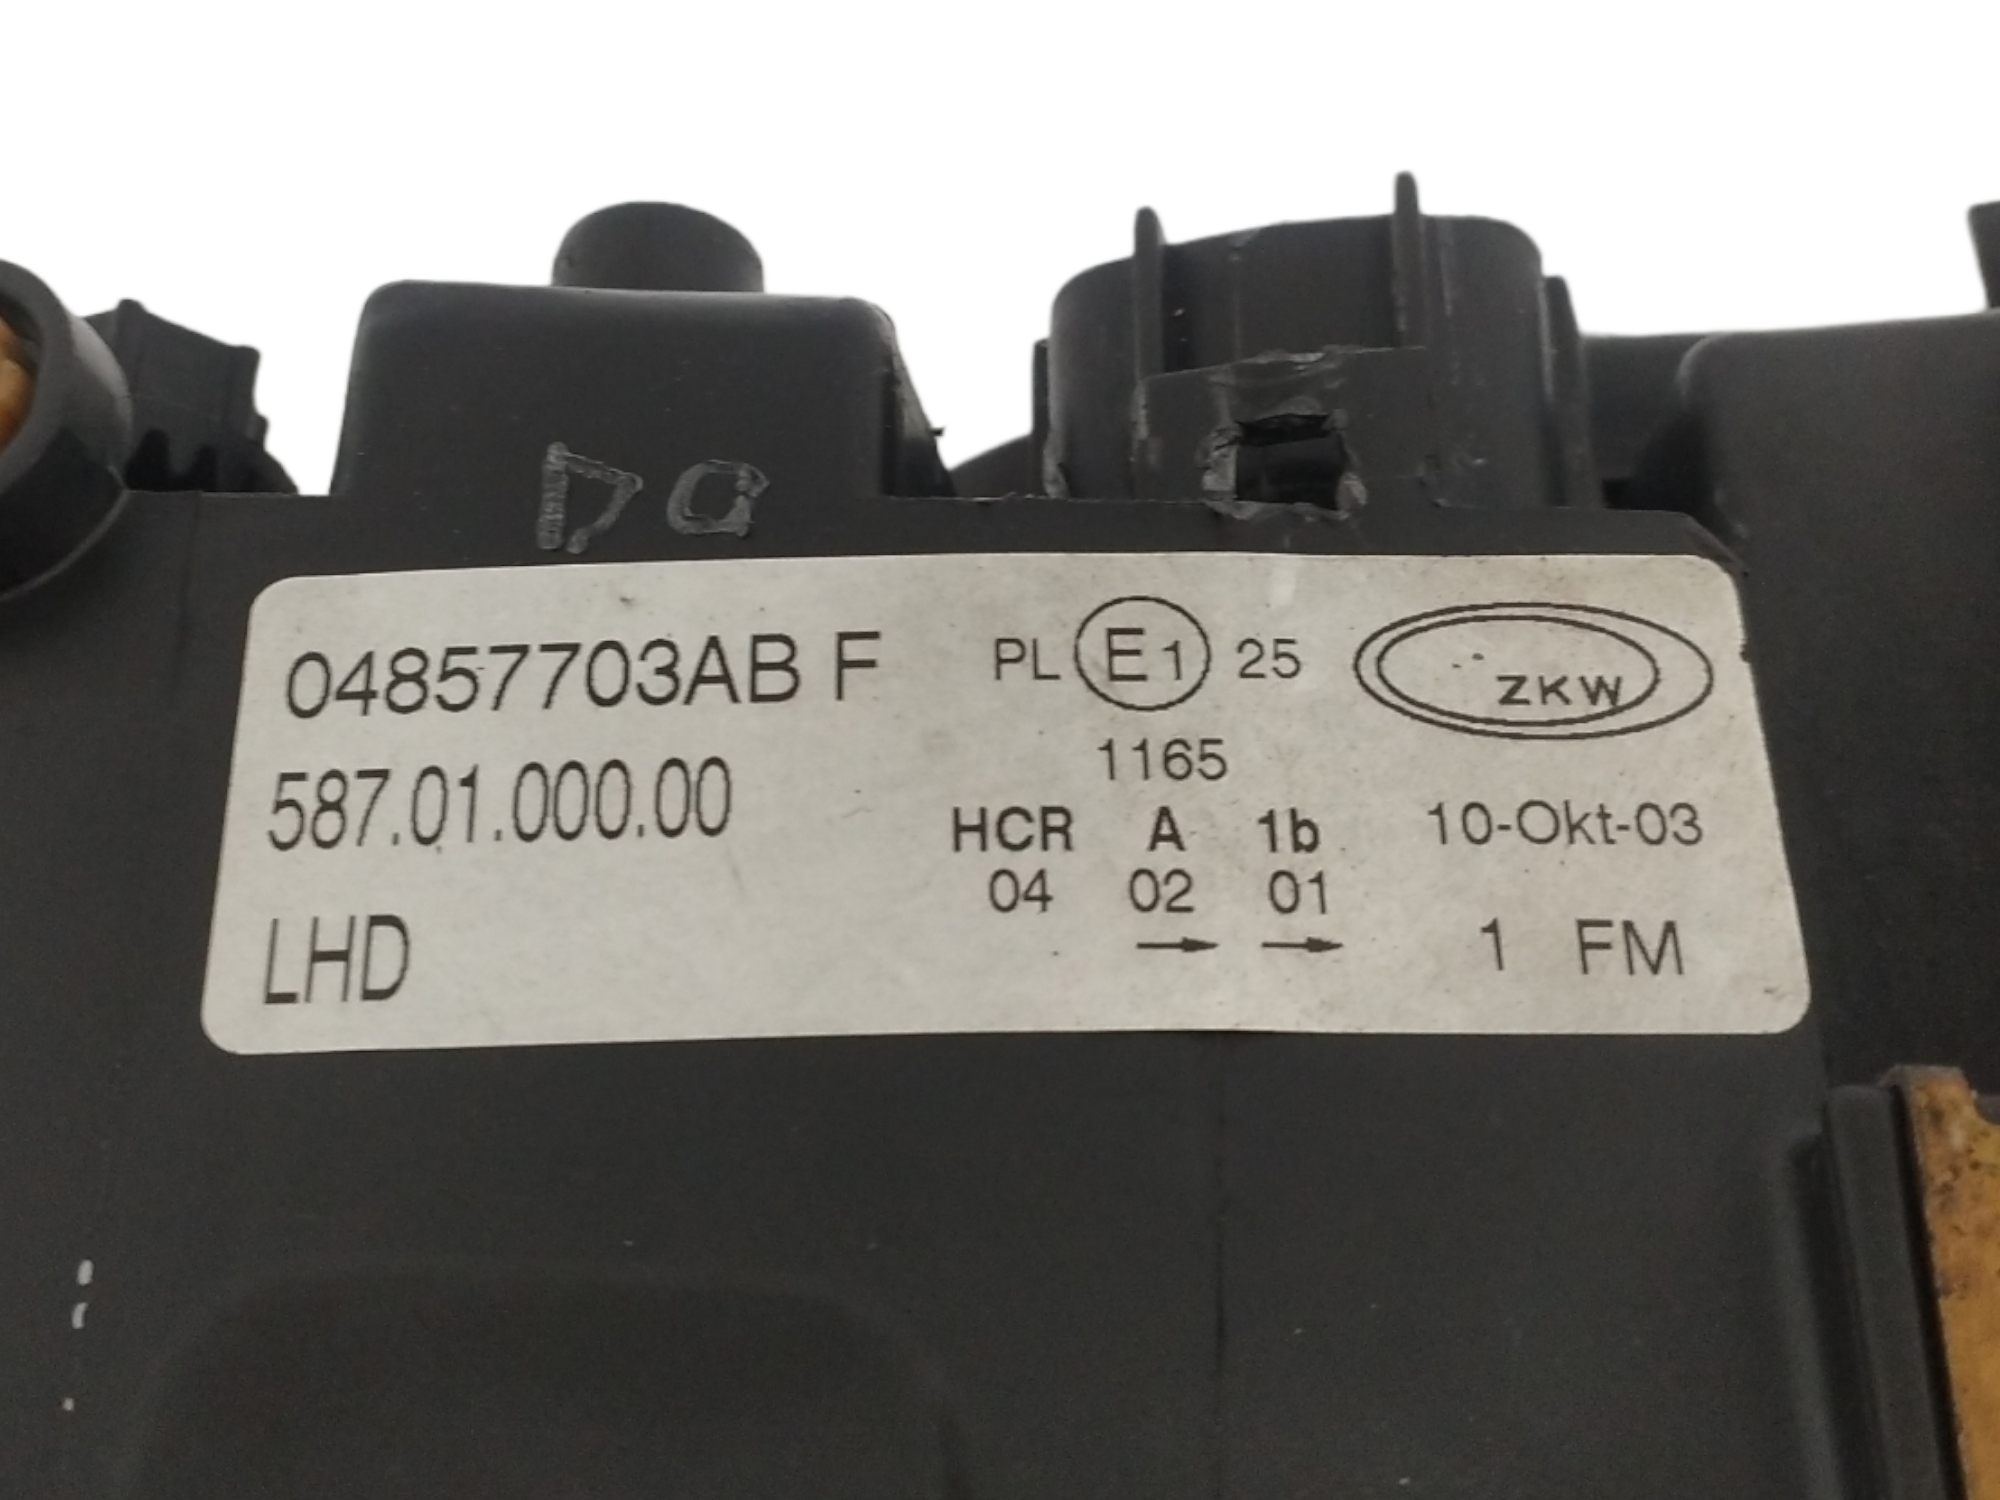 04857703AB F
587.01.000.00
LHD
PL E1 25
1165
HCR A 1b
04 02 01
→ →
ZKW
10-Okt-03
1 FM